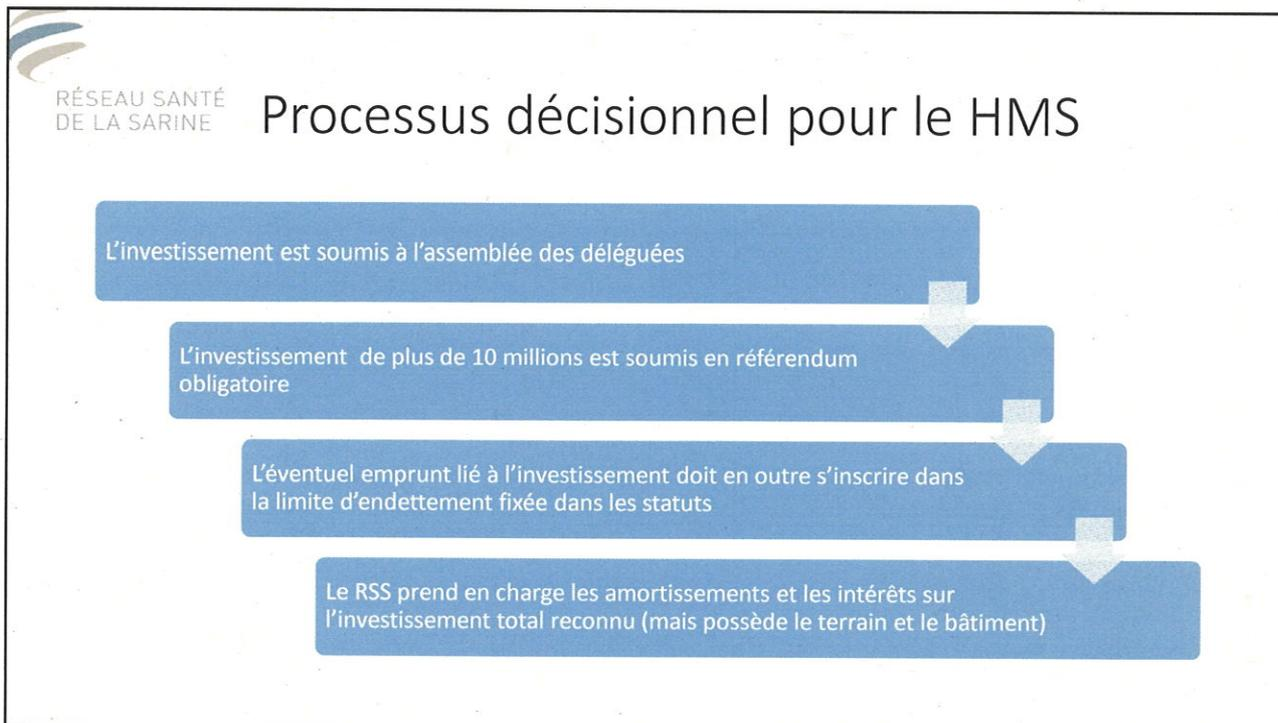 RÉSEAU SANTÉ
DE LA SARINE
Processus décisionnel pour le HMS
L'investissement est soumis à l'assemblée des déléguées
L'investissement de plus de 10 millions est soumis en référendum
obligatoire
L'éventuel emprunt lié à l'investissement doit en outre s'inscrire dans
la limite d'endettement fixée dans les statuts
Le RSS prend en charge les amortissements et les intérêts sur
l'investissement total reconnu (mais possède le terrain et le bâtiment)